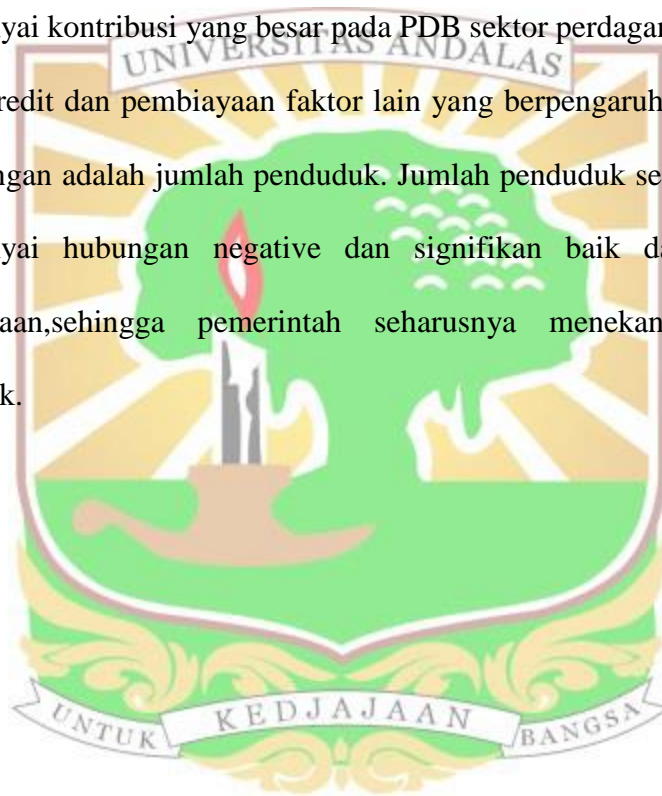 yai kontribusi yang besar pada PDB sektor perdagan
UNIVERSITAS ANDALAS
redit dan pembiayaan faktor lain yang berpengaruh
ngan adalah jumlah penduduk. Jumlah penduduk se
yai hubungan negative dan signifikan baik da
aan,sehingga pemerintah seharusnya menekan
k.
UNTUK KEDJAJAAN BANGSA